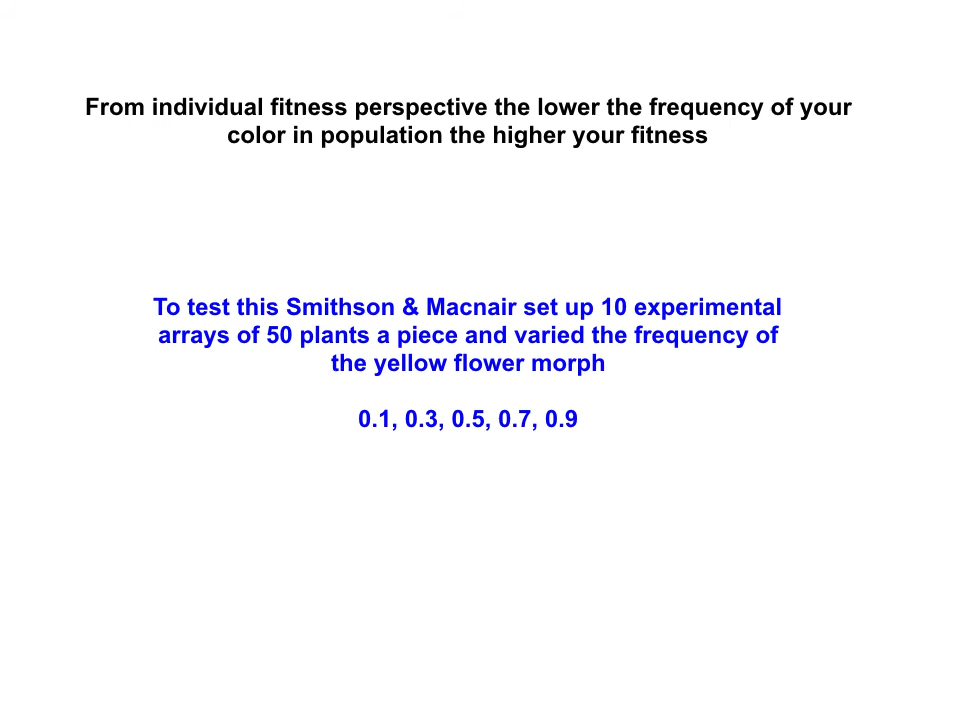 From individual fitness perspective the lower the frequency of your
color in population the higher your fitness
To test this Smithson & Macnair set up 10 experimental
arrays of 50 plants a piece and varied the frequency of
the yellow flower morph
0.1, 0.3, 0.5, 0.7, 0.9